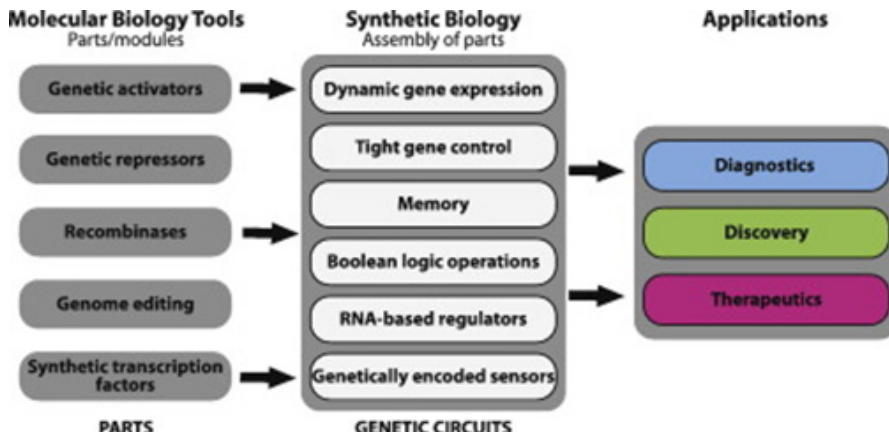 Molecular Biology Tools
Parts/modules
Genetic activators
Genetic repressors
Recombinases
Genome editing
Synthetic transcription
factors
PARTS
Synthetic Biology
Assembly of parts
Dynamic gene expression
Tight gene control
Memory
Boolean logic operations
RNA-based regulators
Genetically encoded sensors
GENETIC CIRCUITS
Applications
Diagnostics
Discovery
Therapeutics